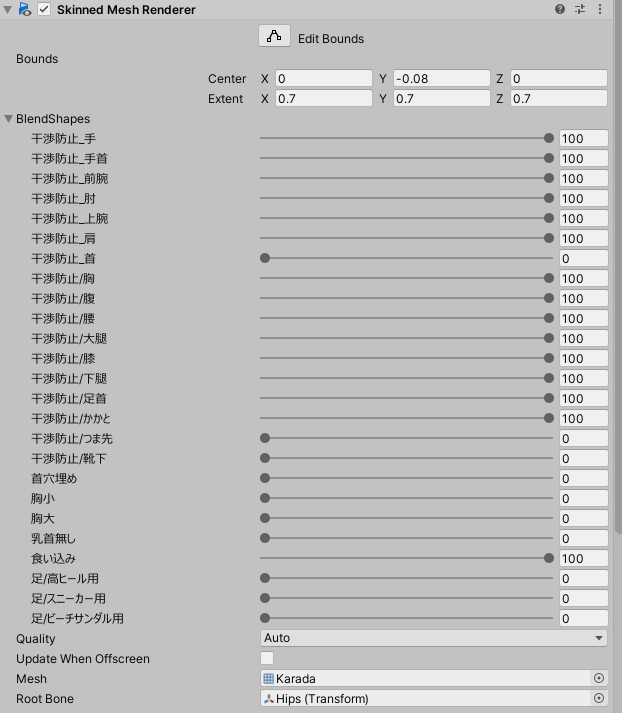 Skinned Mesh Renderer
Edit Bounds
Bounds
Center X 0 Y -0.08 Z 0
Extent X 0.7 Y 0.7 Z 0.7
BlendShapes
干渉防止_手 100
干渉防止_手首 100
干渉防止_前腕 100
干渉防止_肘 100
干渉防止_上腕 100
干渉防止_肩 100
干渉防止_首 0
干渉防止/胸 100
干渉防止/腹 100
干渉防止/腰 100
干渉防止/大腿 100
干渉防止/膝 100
干渉防止/下腿 100
干渉防止/足首 100
干渉防止/かかと 100
干渉防止/つま先 0
干渉防止/靴下 0
首穴埋め 0
胸小 0
胸大 0
乳首無し 0
食い込み 100
足/高ヒール用 0
足/スニーカー用 0
足/ビーチサンダル用 0
Quality Auto
Update When Offscreen
Mesh Karada
Root Bone Hips (Transform)